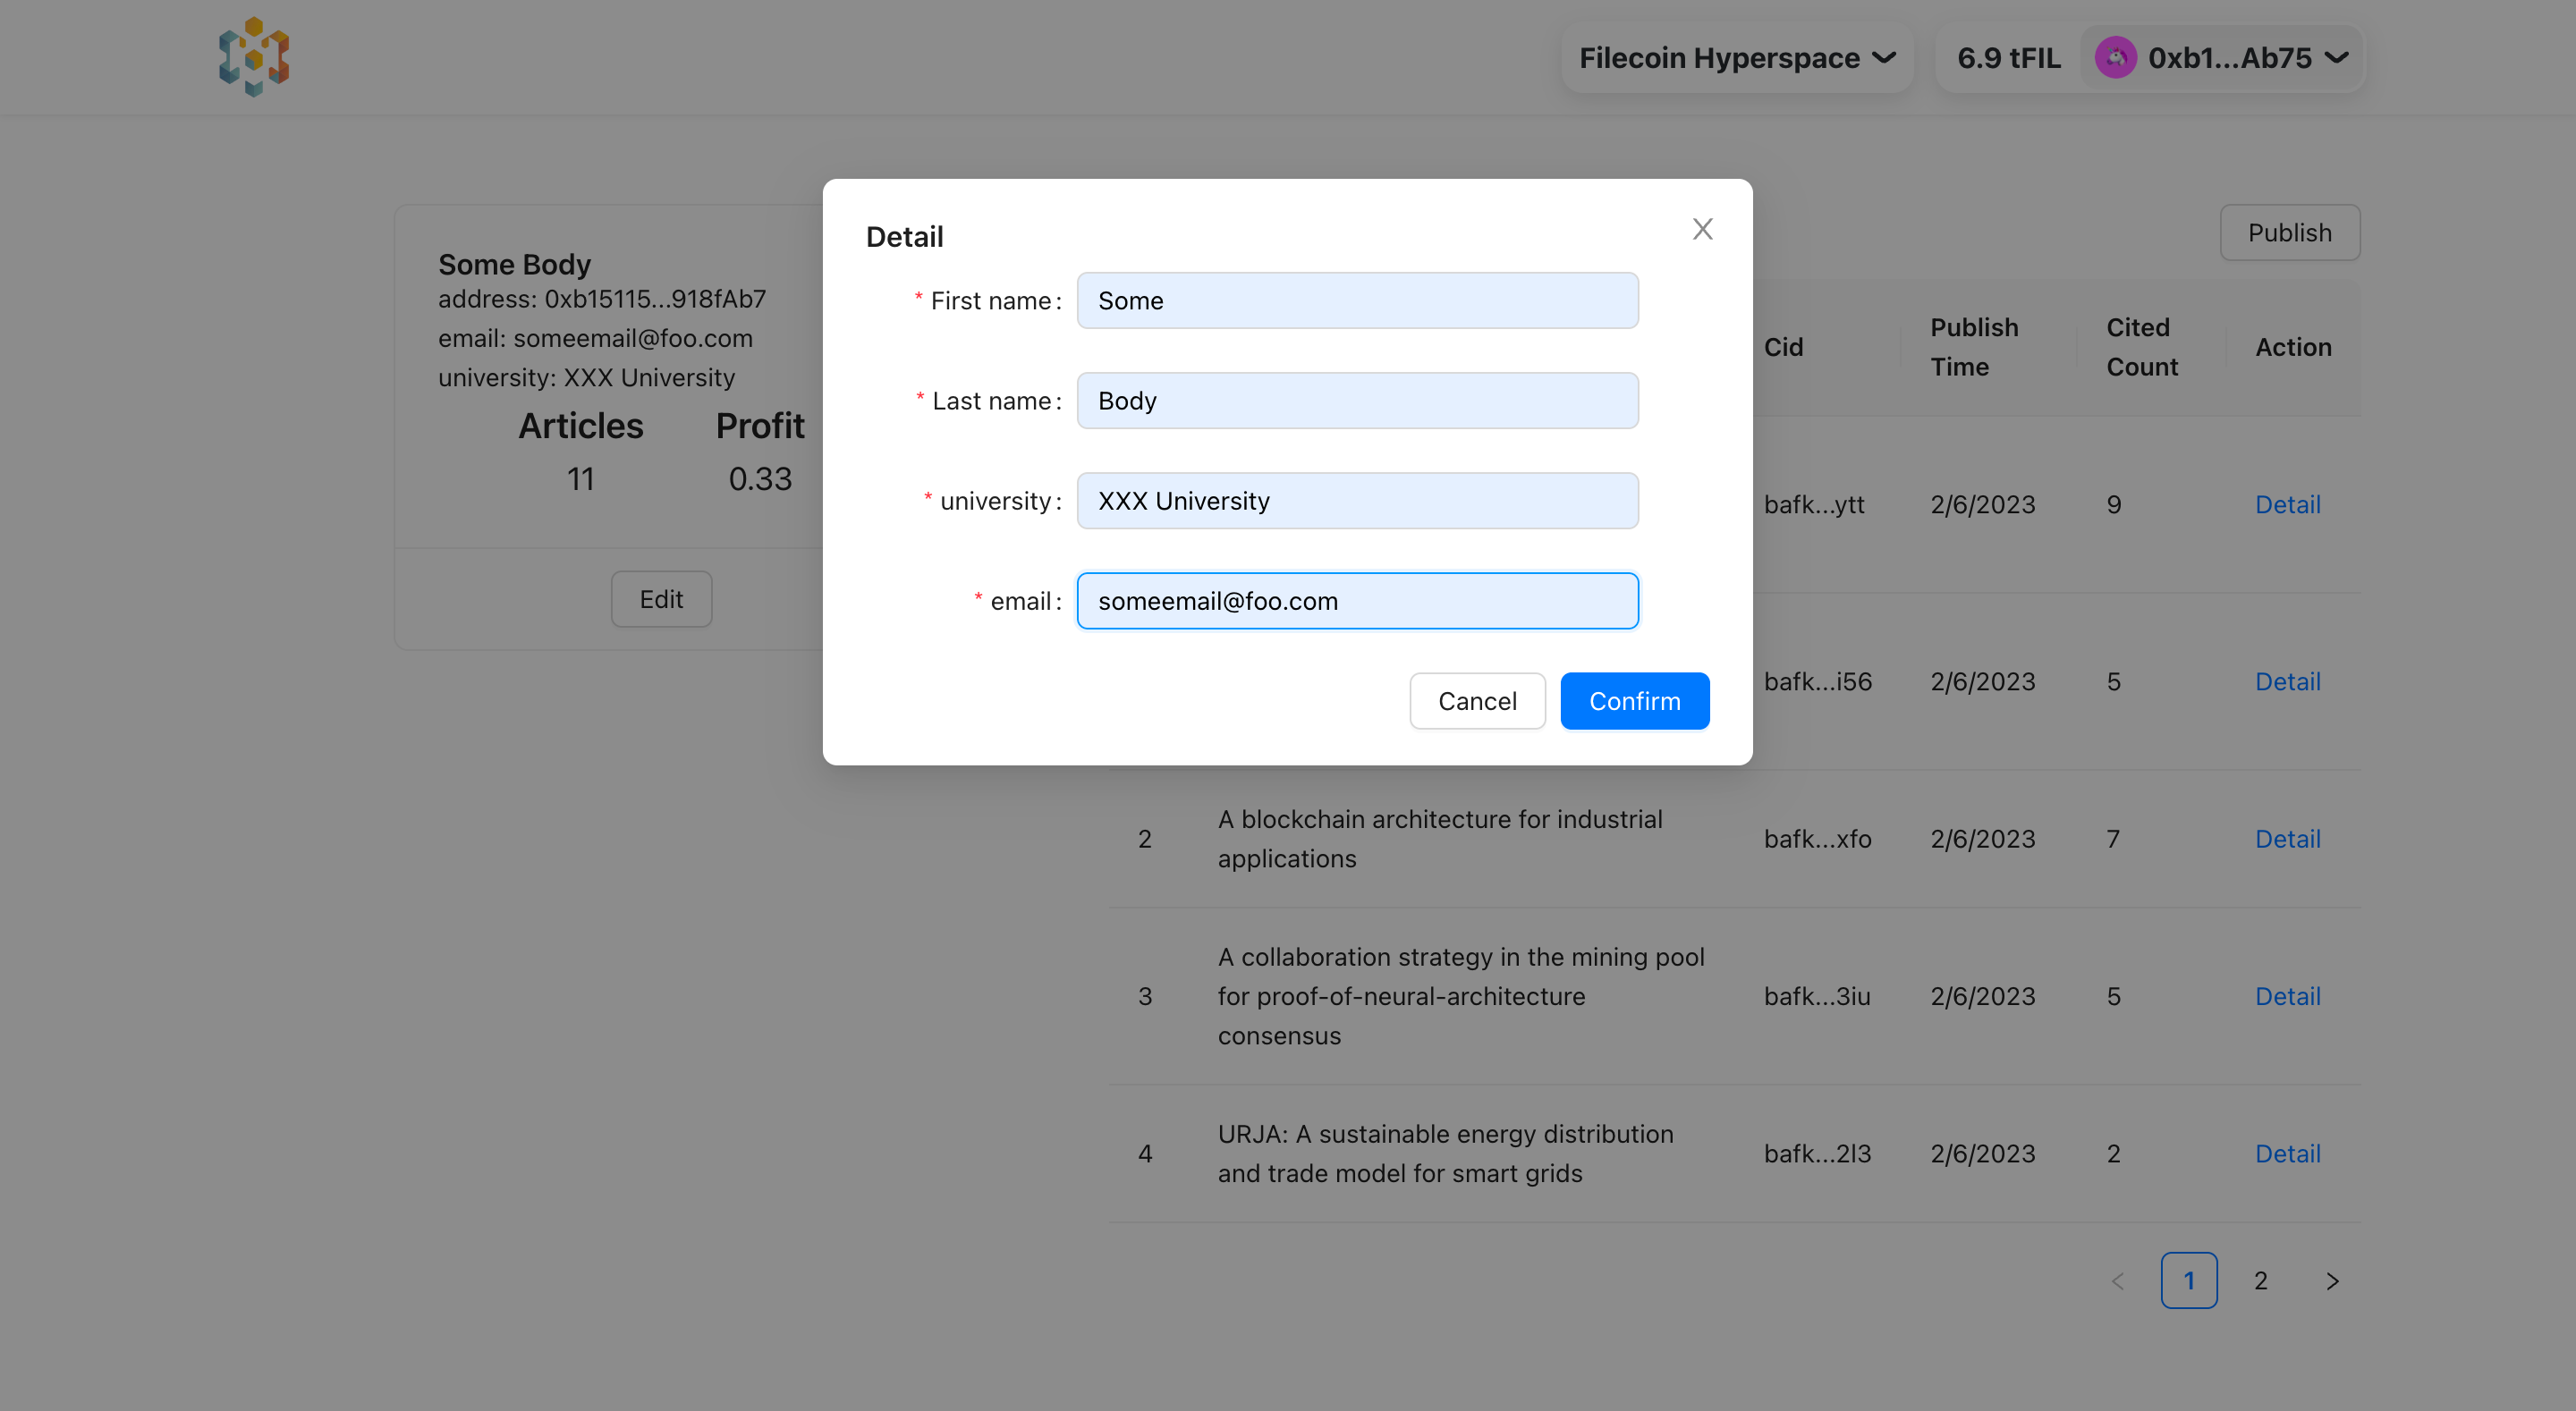 Filecoin Hyperspace
6.9 tFIL
0xb1...Ab75
Some Body
address: 0xb15115...918fAb7
email: someemail@foo.com
university: XXX University
Articles
Profit
11
0.33
Edit
Detail
* First name:
Some
* Last name:
Body
* university:
XXX University
* email:
someemail@foo.com
Cancel
Confirm
Publish
Cid
Publish
Time
Cited
Count
Action
bafk...ytt
2/6/2023
9
Detail
bafk...i56
2/6/2023
5
Detail
2
A blockchain architecture for industrial
applications
bafk...xfo
2/6/2023
7
Detail
3
A collaboration strategy in the mining pool
for proof-of-neural-architecture
consensus
bafk...3iu
2/6/2023
5
Detail
4
URJA: A sustainable energy distribution
and trade model for smart grids
bafk...2l3
2/6/2023
2
Detail
1
2